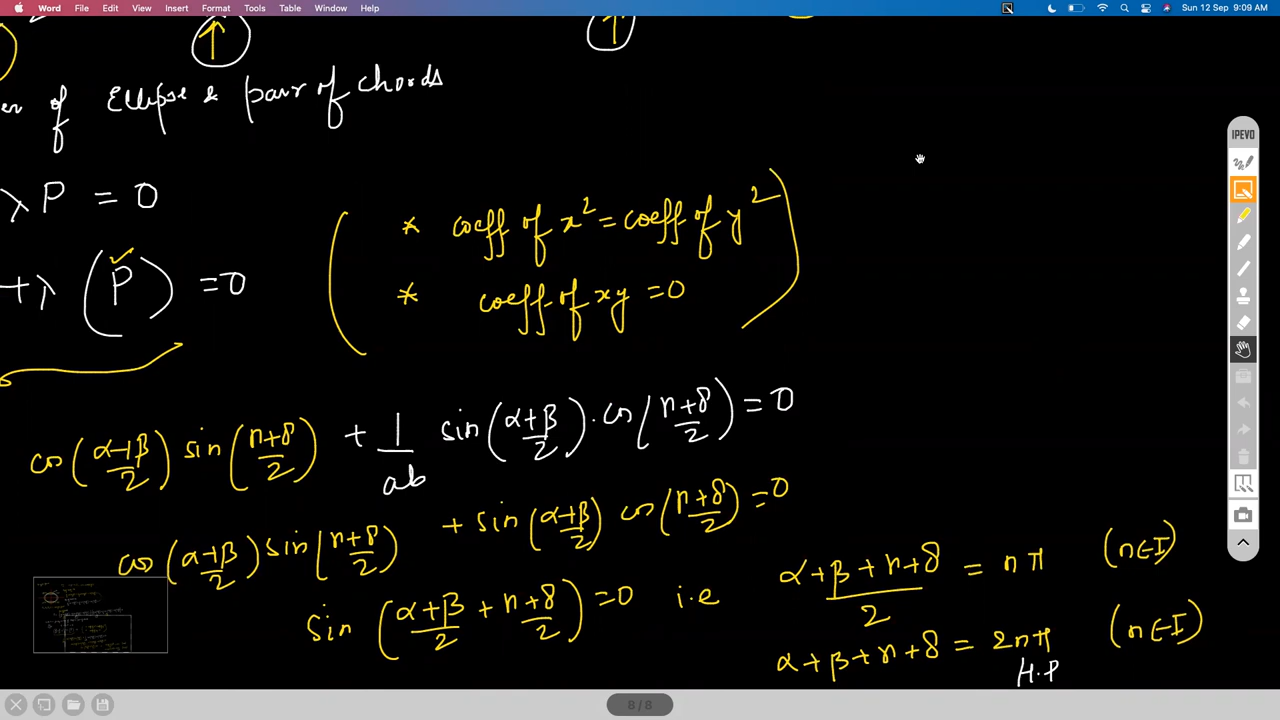 Word File Edit View Insert Format Tools Table Window Help Sun 12 Sep 9:09 AM
of Ellipse & pair of chords
λP = 0
* coeff of x² = coeff of y²
+λ (P) = 0
* coeff of xy = 0
cos(α+β/2) sin(η+δ/2) + 1/ab sin(α+β/2) . cos(η+δ/2) = 0
cos(α+β/2) sin(η+δ/2) + sin(α+β/2) cos(η+δ/2) = 0
sin(α+β/2 + η+δ/2) = 0 i.e α+β+η+δ/2 = nπ (n∈I)
α+β+η+δ = 2nπ (n∈I)
H.P
IPEVO
8 / 8